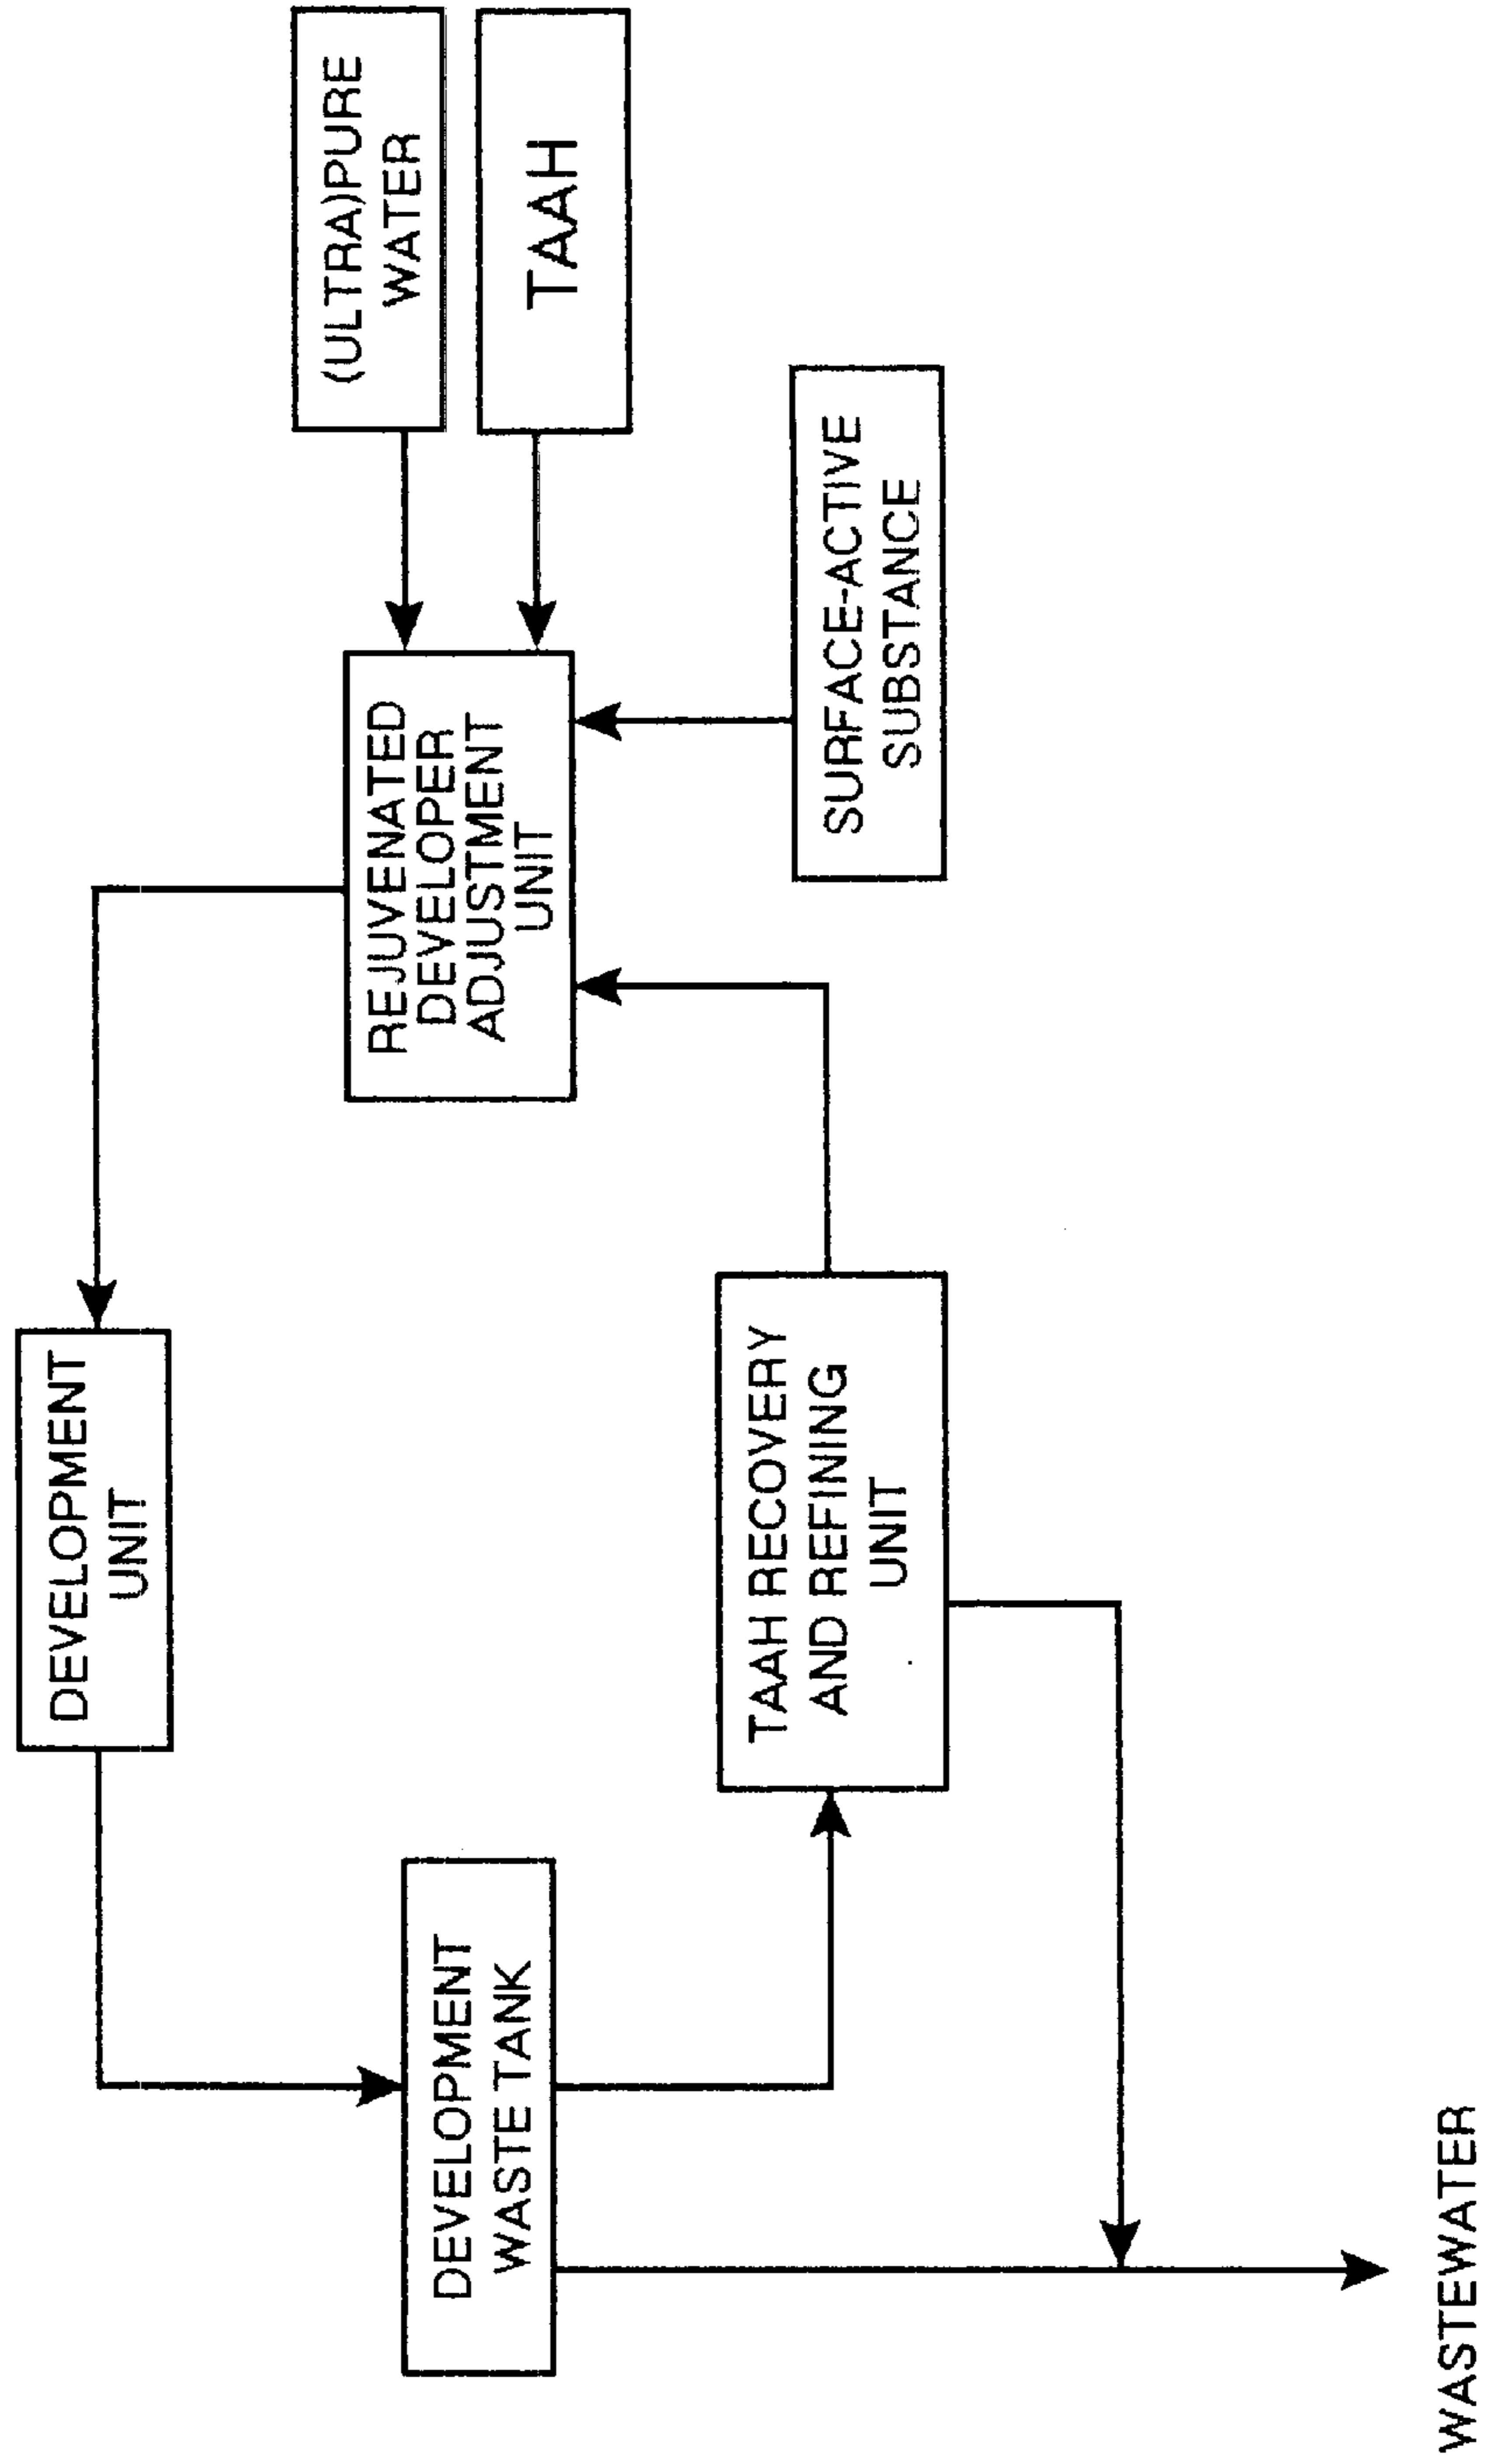 DEVELOPMENT
UNIT
DEVELOPMENT
WASTE TANK
REJUVENATED
DEVELOPER
ADJUSTMENT
UNIT
(ULTRA)PURE
WATER
TAAH
TAAH RECOVERY
AND REFINING
UNIT
SURFACE-ACTIVE
SUBSTANCE
WASTEWATER